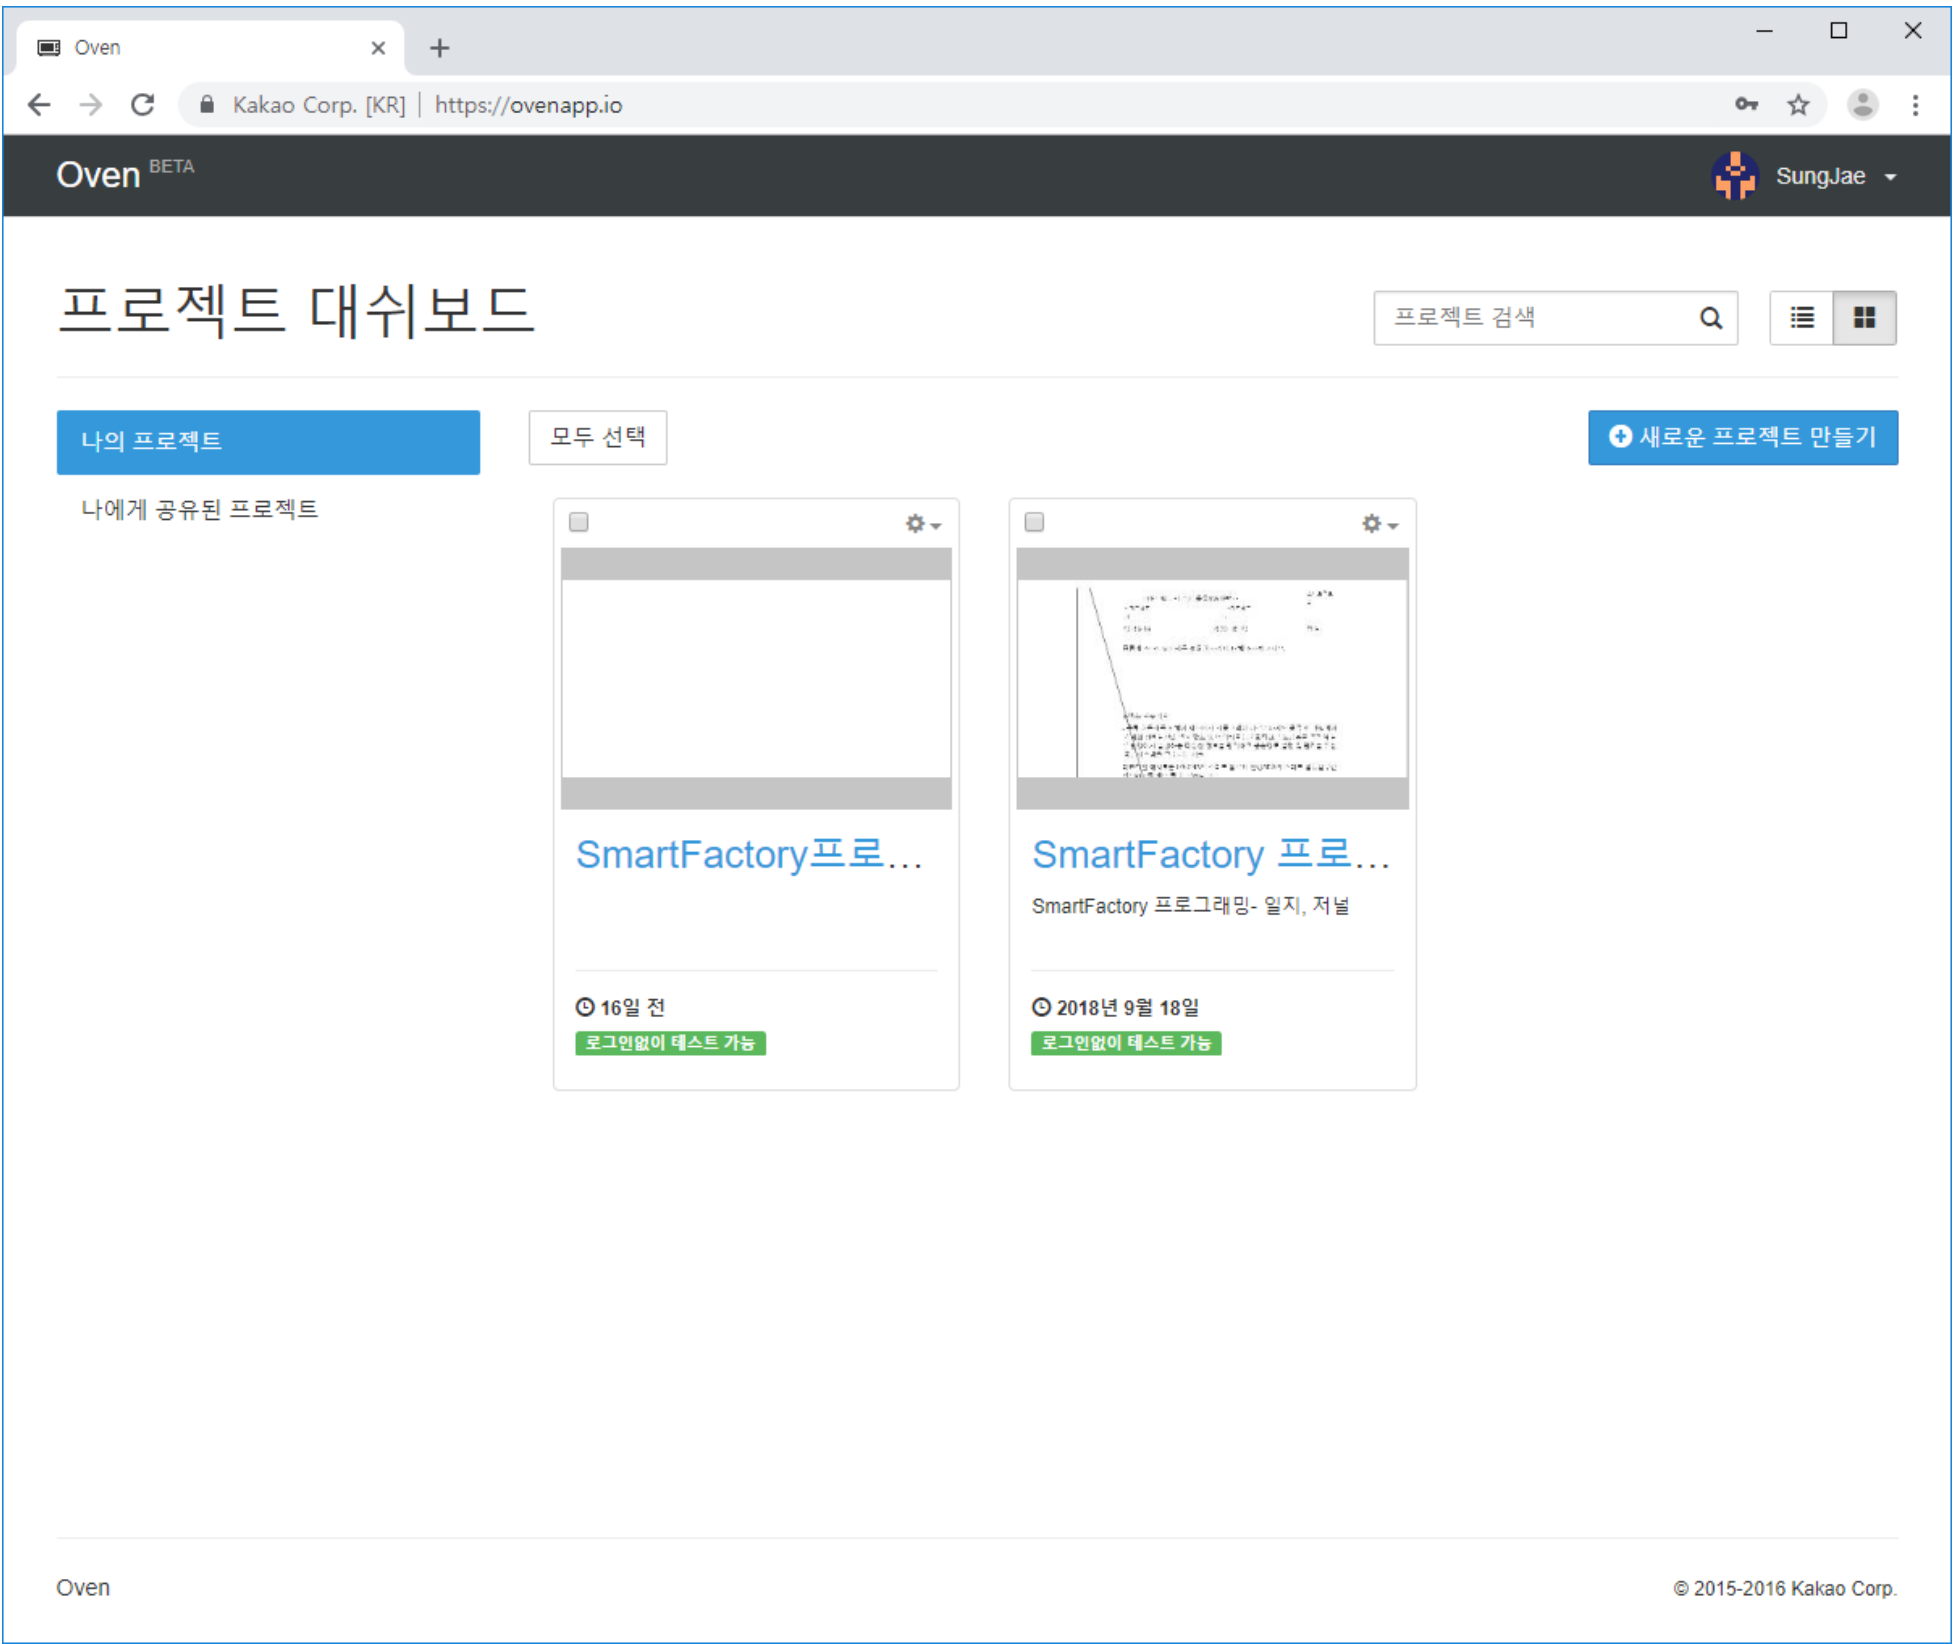 Oven
Kakao Corp. [KR] | https://ovenapp.io
Oven BETA
SungJae
프로젝트 대쉬보드
프로젝트 검색
나의 프로젝트
모두 선택
새로운 프로젝트 만들기
나에게 공유된 프로젝트
SmartFactory프로...
SmartFactory 프로...
SmartFactory 프로그래밍- 일지, 저널
16일 전
2018년 9월 18일
로그인없이 테스트 가능
로그인없이 테스트 가능
Oven
© 2015-2016 Kakao Corp.